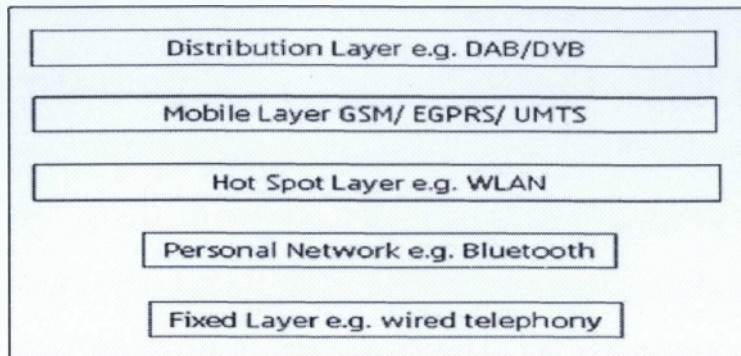 Distribution Layer e.g. DAB/DVB
Mobile Layer GSM/ EGPRS/ UMTS
Hot Spot Layer e.g. WLAN
Personal Network e.g. Bluetooth
Fixed Layer e.g. wired telephony